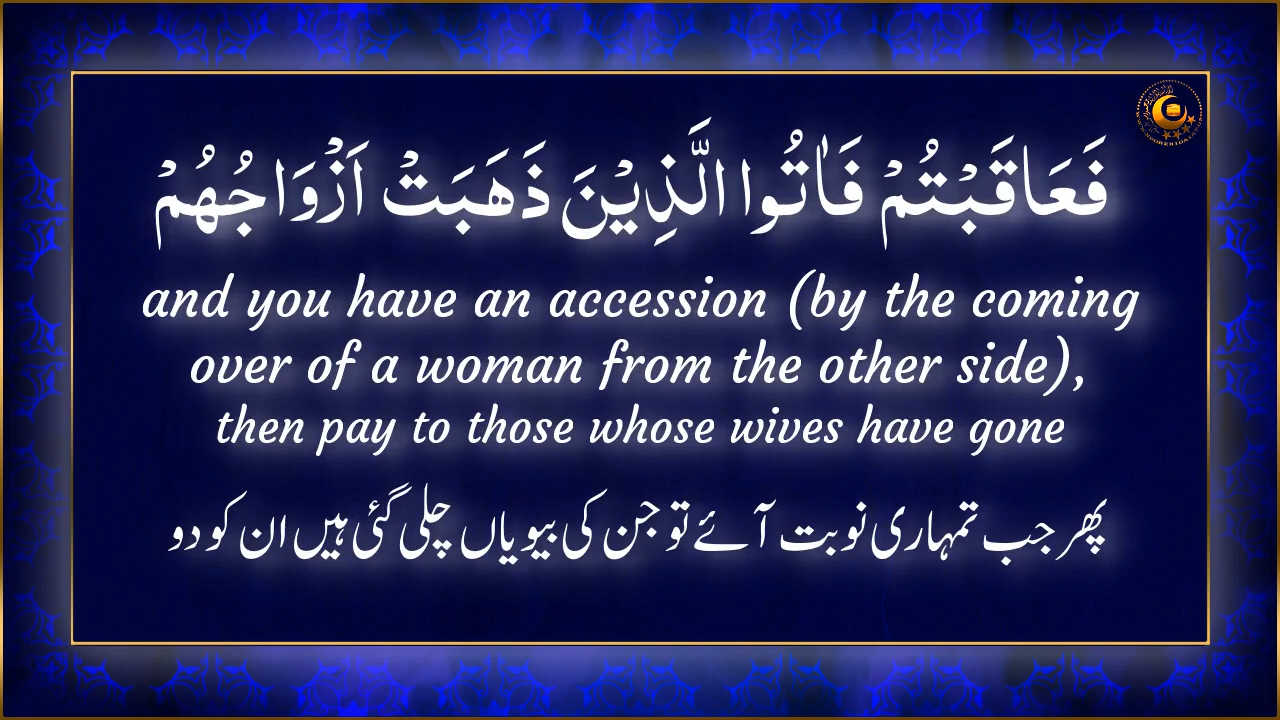 فَعَاقَبْتُمْ فَاٰتُوا الَّذِيْنَ ذَهَبَتْ اَزْوَاجُهُمْ
and you have an accession (by the coming
over of a woman from the other side),
then pay to those whose wives have gone
پھر جب تمہاری نوبت آئے تو جن کی بیویاں چلی گئی ہیں ان کو دو